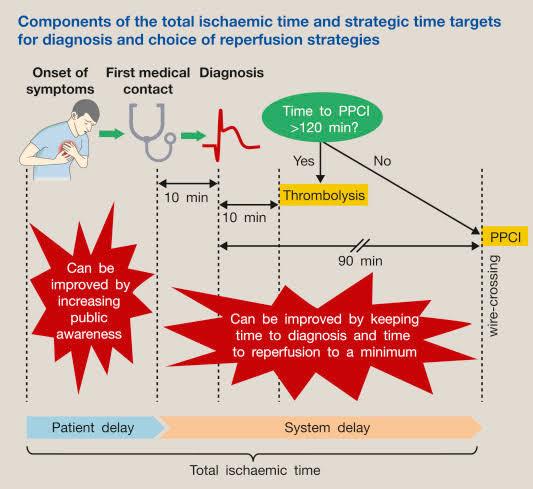 Components of the total ischaemic time and strategic time targets
for diagnosis and choice of reperfusion strategies
Onset of
symptoms
First medical
contact
Diagnosis
Time to PPCI
>120 min?
Yes
No
Thrombolysis
10 min
10 min
PPCI
90 min
wire-crossing
Can be
improved by
increasing
public
awareness
Can be improved by keeping
time to diagnosis and time
to reperfusion to a minimum
Patient delay
System delay
Total ischaemic time